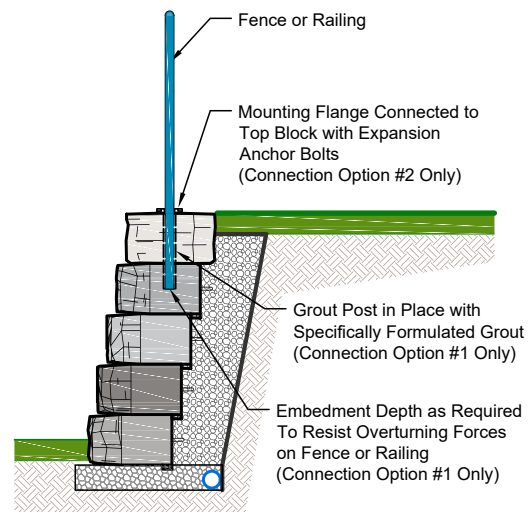 Fence or Railing
Mounting Flange Connected to
Top Block with Expansion
Anchor Bolts
(Connection Option #2 Only)
Grout Post in Place with
Specifically Formulated Grout
(Connection Option #1 Only)
Embedment Depth as Required
To Resist Overturning Forces
on Fence or Railing
(Connection Option #1 Only)